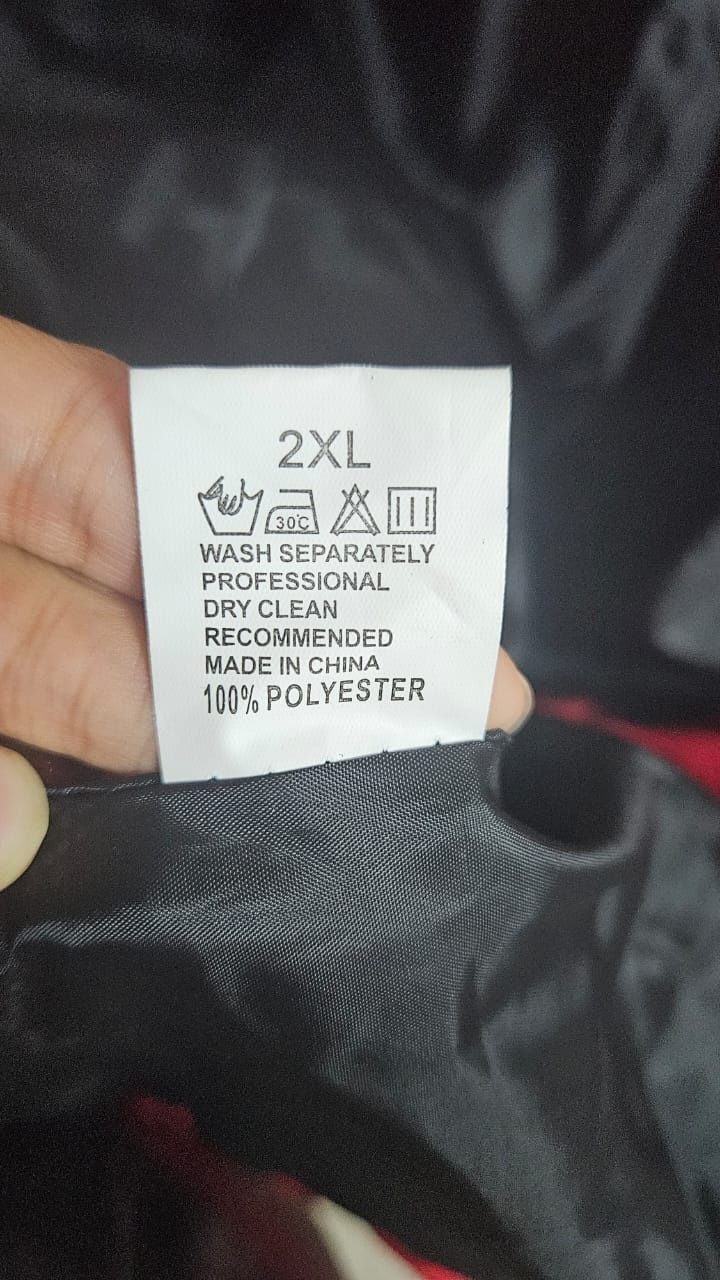 2XL
30℃
WASH SEPARATELY
PROFESSIONAL
DRY CLEAN
RECOMMENDED
MADE IN CHINA
100% POLYESTER